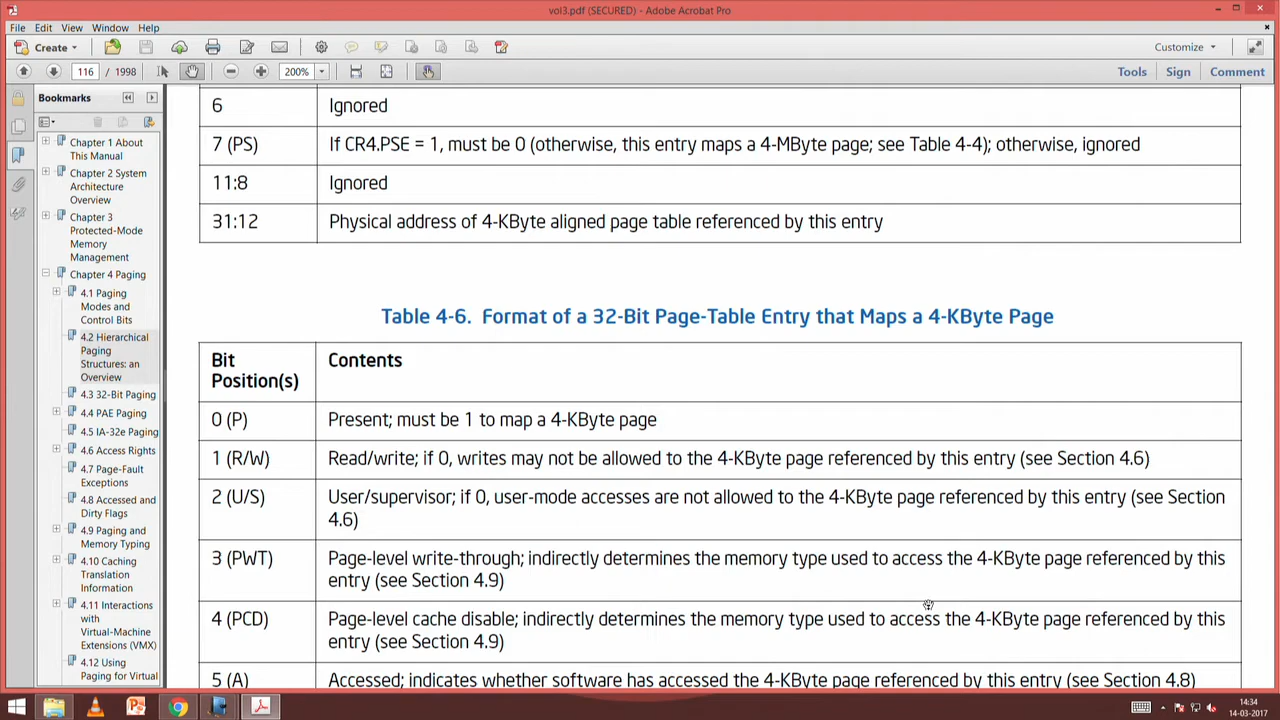 vol3.pdf (SECURED) - Adobe Acrobat Pro
File Edit View Window Help
Create
Customize
116 / 1998
200%
Tools Sign Comment
Bookmarks
Chapter 1 About
This Manual
Chapter 2 System
Architecture
Overview
Chapter 3
Protected-Mode
Memory
Management
Chapter 4 Paging
4.1 Paging
Modes and
Control Bits
4.2 Hierarchical
Paging
Structures: an
Overview
4.3 32-Bit Paging
4.4 PAE Paging
4.5 IA-32e Paging
4.6 Access Rights
4.7 Page-Fault
Exceptions
4.8 Accessed and
Dirty Flags
4.9 Paging and
Memory Typing
4.10 Caching
Translation
Information
4.11 Interactions
with
Virtual-Machine
Extensions (VMX)
4.12 Using
Paging for Virtual
6 Ignored
7 (PS) If CR4.PSE = 1, must be 0 (otherwise, this entry maps a 4-MByte page; see Table 4-4); otherwise, ignored
11:8 Ignored
31:12 Physical address of 4-KByte aligned page table referenced by this entry
Table 4-6. Format of a 32-Bit Page-Table Entry that Maps a 4-KByte Page
Bit Contents
Position(s)
0 (P) Present; must be 1 to map a 4-KByte page
1 (R/W) Read/write; if 0, writes may not be allowed to the 4-KByte page referenced by this entry (see Section 4.6)
2 (U/S) User/supervisor; if 0, user-mode accesses are not allowed to the 4-KByte page referenced by this entry (see Section
4.6)
3 (PWT) Page-level write-through; indirectly determines the memory type used to access the 4-KByte page referenced by this
entry (see Section 4.9)
4 (PCD) Page-level cache disable; indirectly determines the memory type used to access the 4-KByte page referenced by this
entry (see Section 4.9)
5 (A) Accessed; indicates whether software has accessed the 4-KByte page referenced by this entry (see Section 4.8)
14:34
14-03-2017